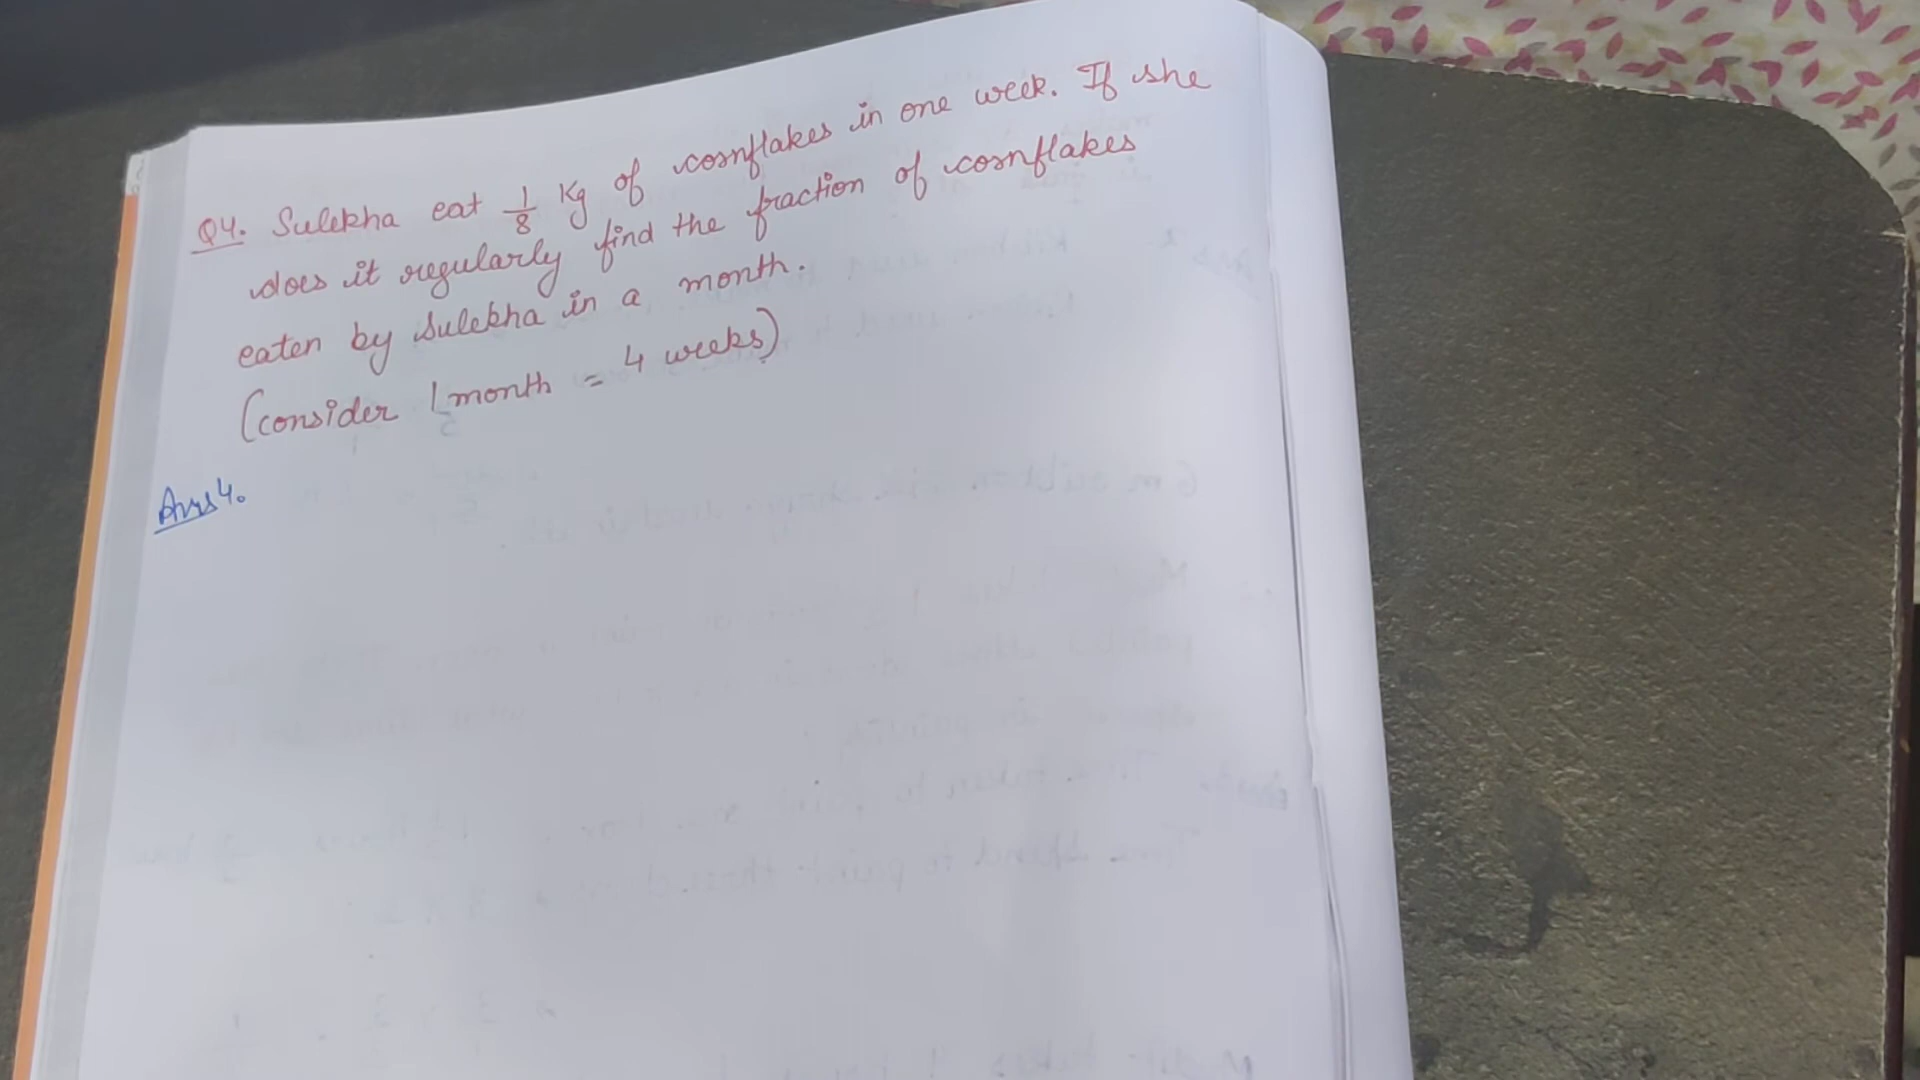 Q4. Sulekha eat 1/8 Kg of cornflakes in one week. If she
does it regularly find the fraction of cornflakes
eaten by Sulekha in a month.
(consider 1 month = 4 weeks)
Ans 4.